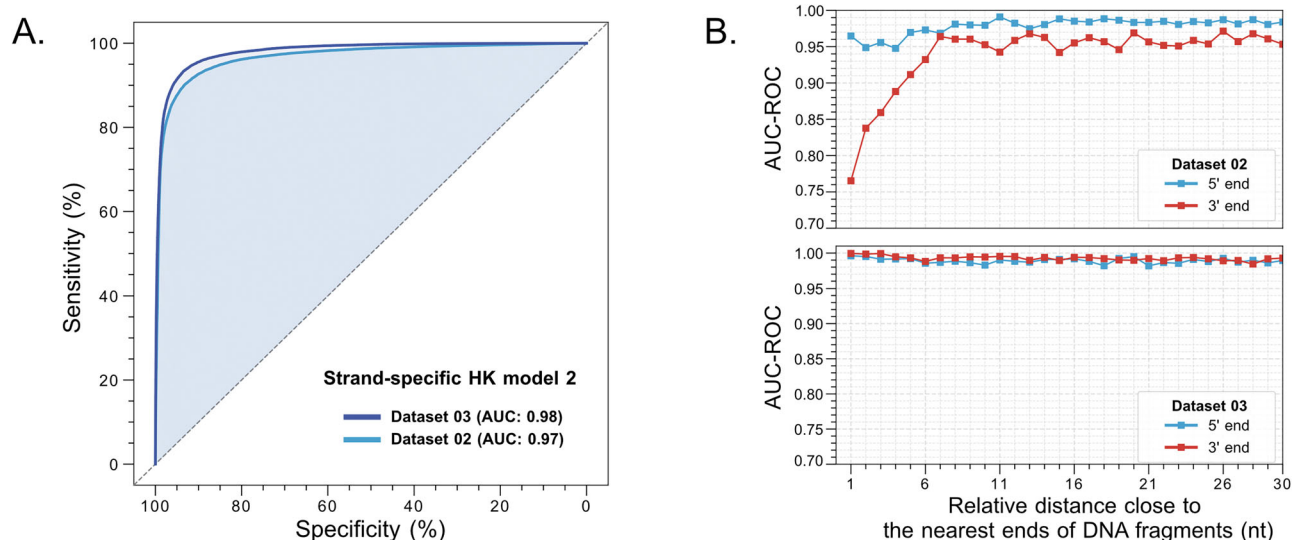 A.
100
80
60
40
20
0
Sensitivity (%)
100
80
60
40
20
0
Specificity (%)
Strand-specific HK model 2
Dataset 03 (AUC: 0.98)
Dataset 02 (AUC: 0.97)
B.
1.00
0.95
0.90
0.85
0.80
0.75
0.70
AUC-ROC
Dataset 02
5' end
3' end
1.00
0.95
0.90
0.85
0.80
0.75
0.70
AUC-ROC
Dataset 03
5' end
3' end
1
6
11
16
21
26
30
Relative distance close to
the nearest ends of DNA fragments (nt)